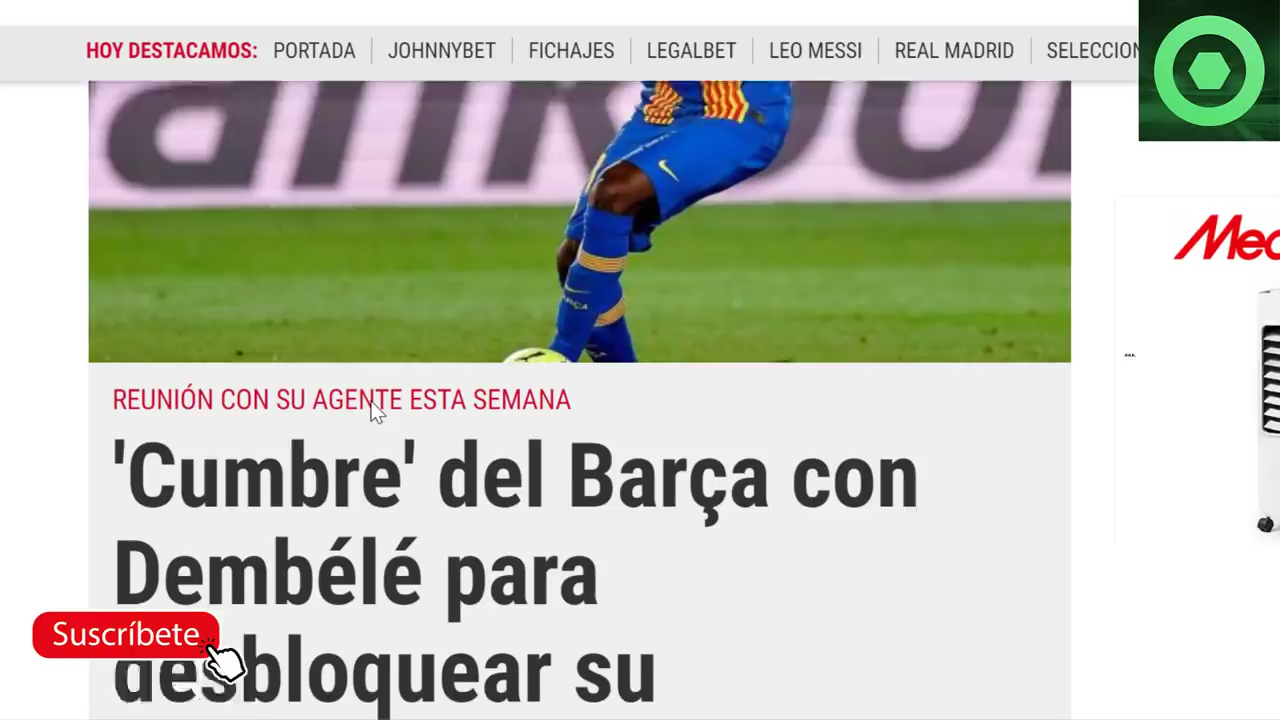 HOY DESTACAMOS: PORTADA JOHNNYBET FICHAJES LEGALBET LEO MESSI REAL MADRID
REUNIÓN CON SU AGENTE ESTA SEMANA
'Cumbre' del Barça con
Dembélé para
Suscríbete
desbloquear su